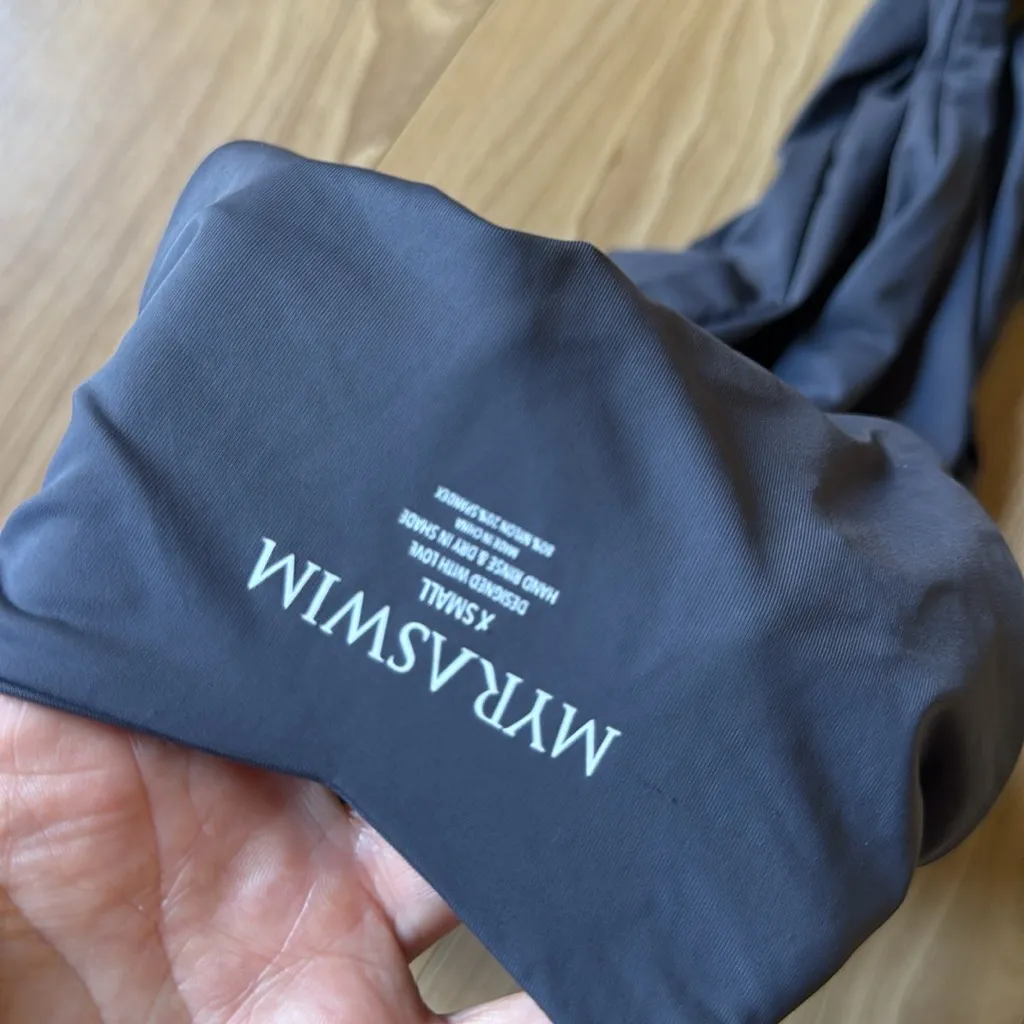 MYRASWIM
X SMALL
DESIGNED WITH LOVE
HAND RINSE & DRY IN SHADE
MADE IN CHINA
80% NYLON 20% SPANDEX